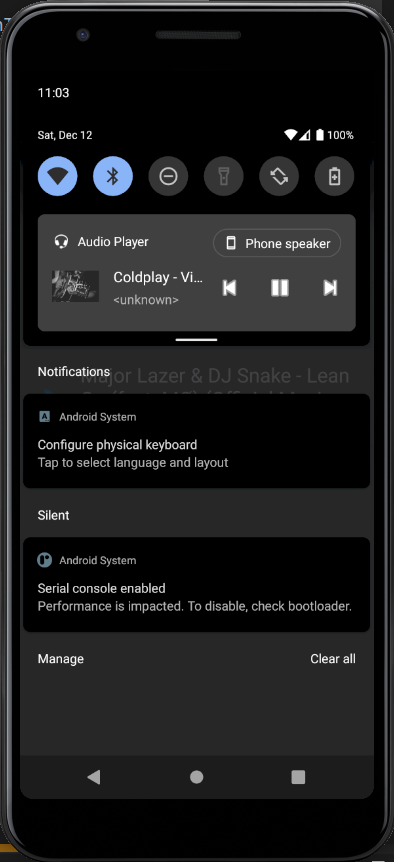 11:03
Sat, Dec 12
100%
Audio Player
Phone speaker
Coldplay - Vi...
<unknown>
Notifications
Major Lazer & DJ Snake - Lean
Android System
Configure physical keyboard
Tap to select language and layout
Silent
Android System
Serial console enabled
Performance is impacted. To disable, check bootloader.
Manage
Clear all